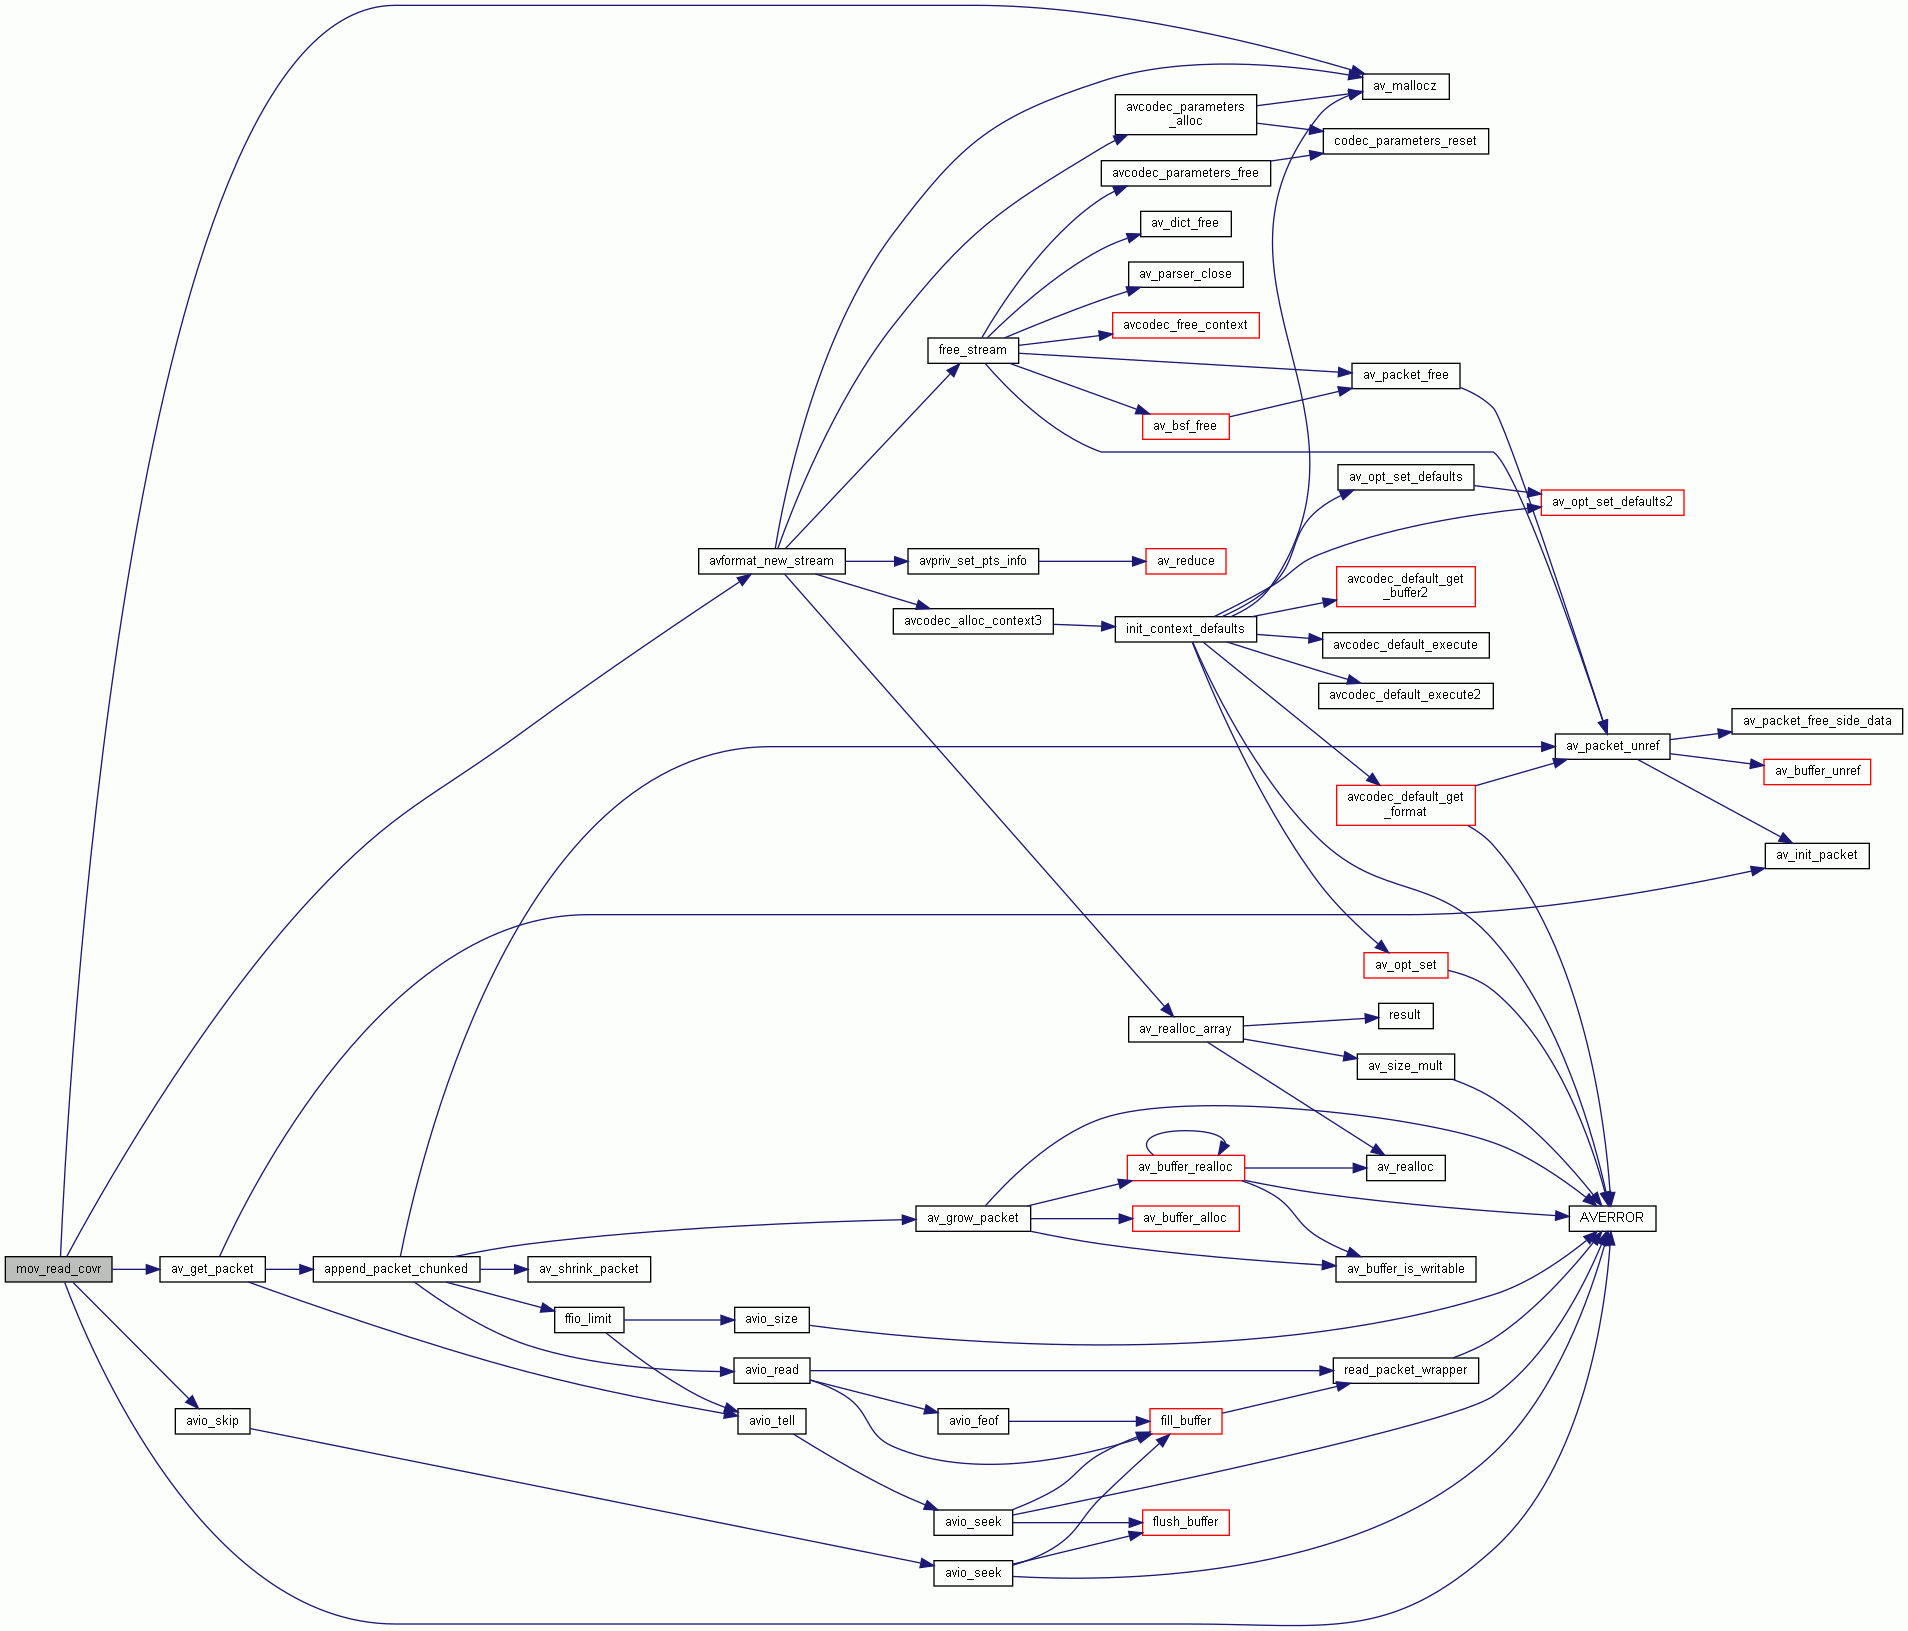 av_mallocz
avcodec_parameters
_alloc
codec_parameters_reset
avcodec_parameters_free
av_dict_free
av_parser_close
avcodec_free_context
free_stream
av_packet_free
av_bsf_free
av_opt_set_defaults
av_opt_set_defaults2
avformat_new_stream
avpriv_set_pts_info
av_reduce
avcodec_default_get
_buffer2
avcodec_alloc_context3
init_context_defaults
avcodec_default_execute
avcodec_default_execute2
av_packet_free_side_data
av_packet_unref
av_buffer_unref
avcodec_default_get
_format
av_init_packet
av_opt_set
result
av_realloc_array
av_size_mult
av_buffer_realloc
av_realloc
av_grow_packet
av_buffer_alloc
AVERROR
mov_read_covr
av_get_packet
append_packet_chunked
av_shrink_packet
av_buffer_is_writable
ffio_limit
avio_size
avio_read
read_packet_wrapper
avio_skip
avio_tell
avio_feof
fill_buffer
avio_seek
flush_buffer
avio_seek